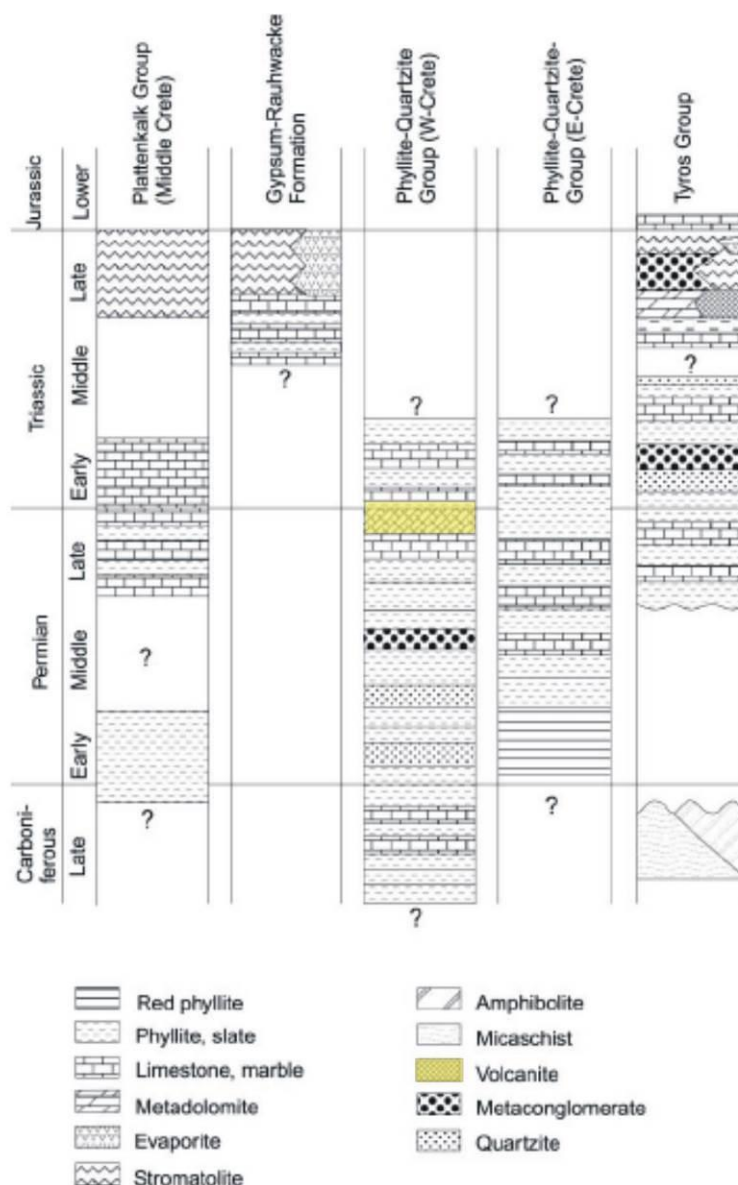 Plattenkalk Group
(Middle Crete)
Gypsum-Rauhwacke
Formation
Phyllite-Quartzite
Group (W-Crete)
Phyllite-Quartzite-
Group (E-Crete)
Tyros Group
Jurassic
Lower
Triassic
Late
Middle
Early
?
?
?
?
Permian
Late
Middle
Early
?
Carboni-
ferous
Late
?
?
?
Red phyllite
Phyllite, slate
Limestone, marble
Metadolomite
Evaporite
Stromatolite
Amphibolite
Micaschist
Volcanite
Metaconglomerate
Quartzite